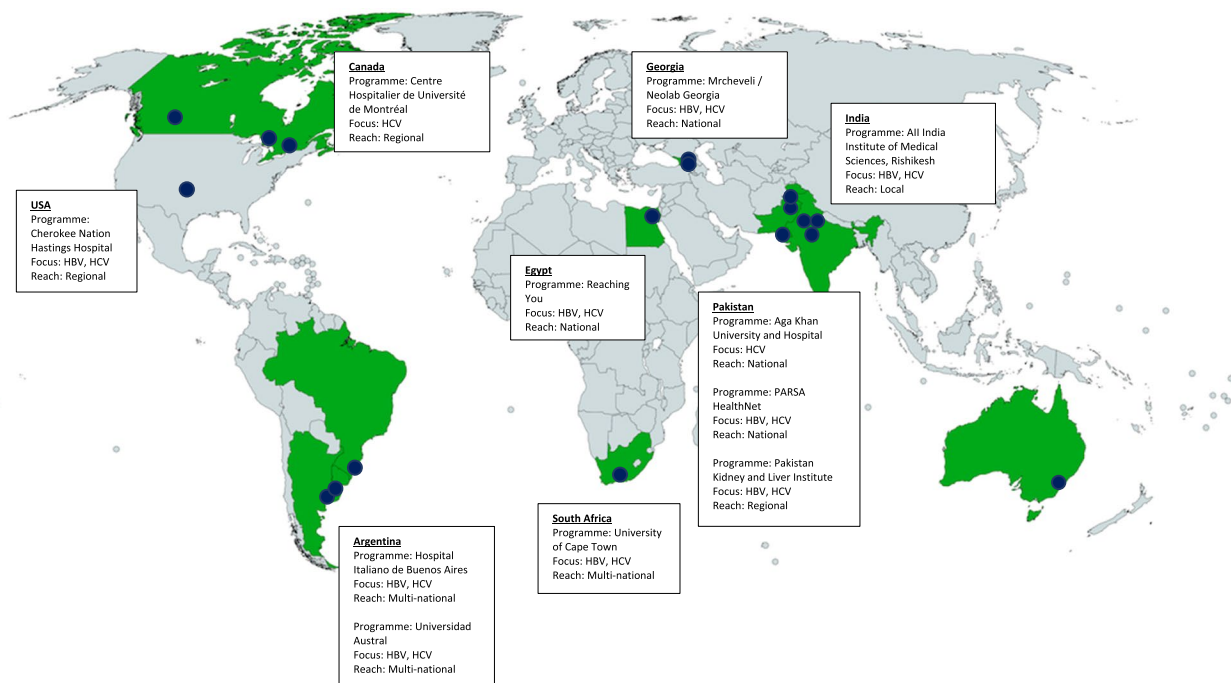 Canada
Programme: Centre
Hospitalier de Université
de Montréal
Focus: HCV
Reach: Regional
Georgia
Programme: Mrcheveli /
Neolab Georgia
Focus: HBV, HCV
Reach: National
India
Programme: All India
Institute of Medical
Sciences, Rishikesh
Focus: HBV, HCV
Reach: Local
USA
Programme:
Cherokee Nation
Hastings Hospital
Focus: HBV, HCV
Reach: Regional
Egypt
Programme: Reaching
You
Focus: HBV, HCV
Reach: National
Pakistan
Programme: Aga Khan
University and Hospital
Focus: HCV
Reach: National
Programme: PARSA
HealthNet
Focus: HBV, HCV
Reach: National
Programme: Pakistan
Kidney and Liver Institute
Focus: HBV, HCV
Reach: Regional
South Africa
Programme: University
of Cape Town
Focus: HBV, HCV
Reach: Multi-national
Argentina
Programme: Hospital
Italiano de Buenos Aires
Focus: HBV, HCV
Reach: Multi-national
Programme: Universidad
Austral
Focus: HBV, HCV
Reach: Multi-national